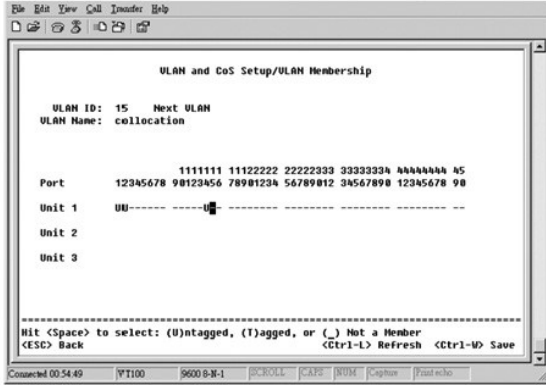 File Edit View Call Transfer Help
VLAN and CoS Setup/VLAN Membership
VLAN ID: 15 Next VLAN
VLAN Name: collocation
1111111 11122222 22222333 33333334 44444444 45
Port 12345678 90123456 78901234 56789012 34567890 12345678 90
Unit 1 UU------ -----U-- -------- -------- -------- -------- --
Unit 2
Unit 3
Hit <Space> to select: (U)ntagged, (T)agged, or (_) Not a Member
<ESC> Back <Ctrl-L> Refresh <Ctrl-W> Save
Connected 00:54:49 VT100 9600 8-N-1 SCROLL CAPS NUM Capture Print echo